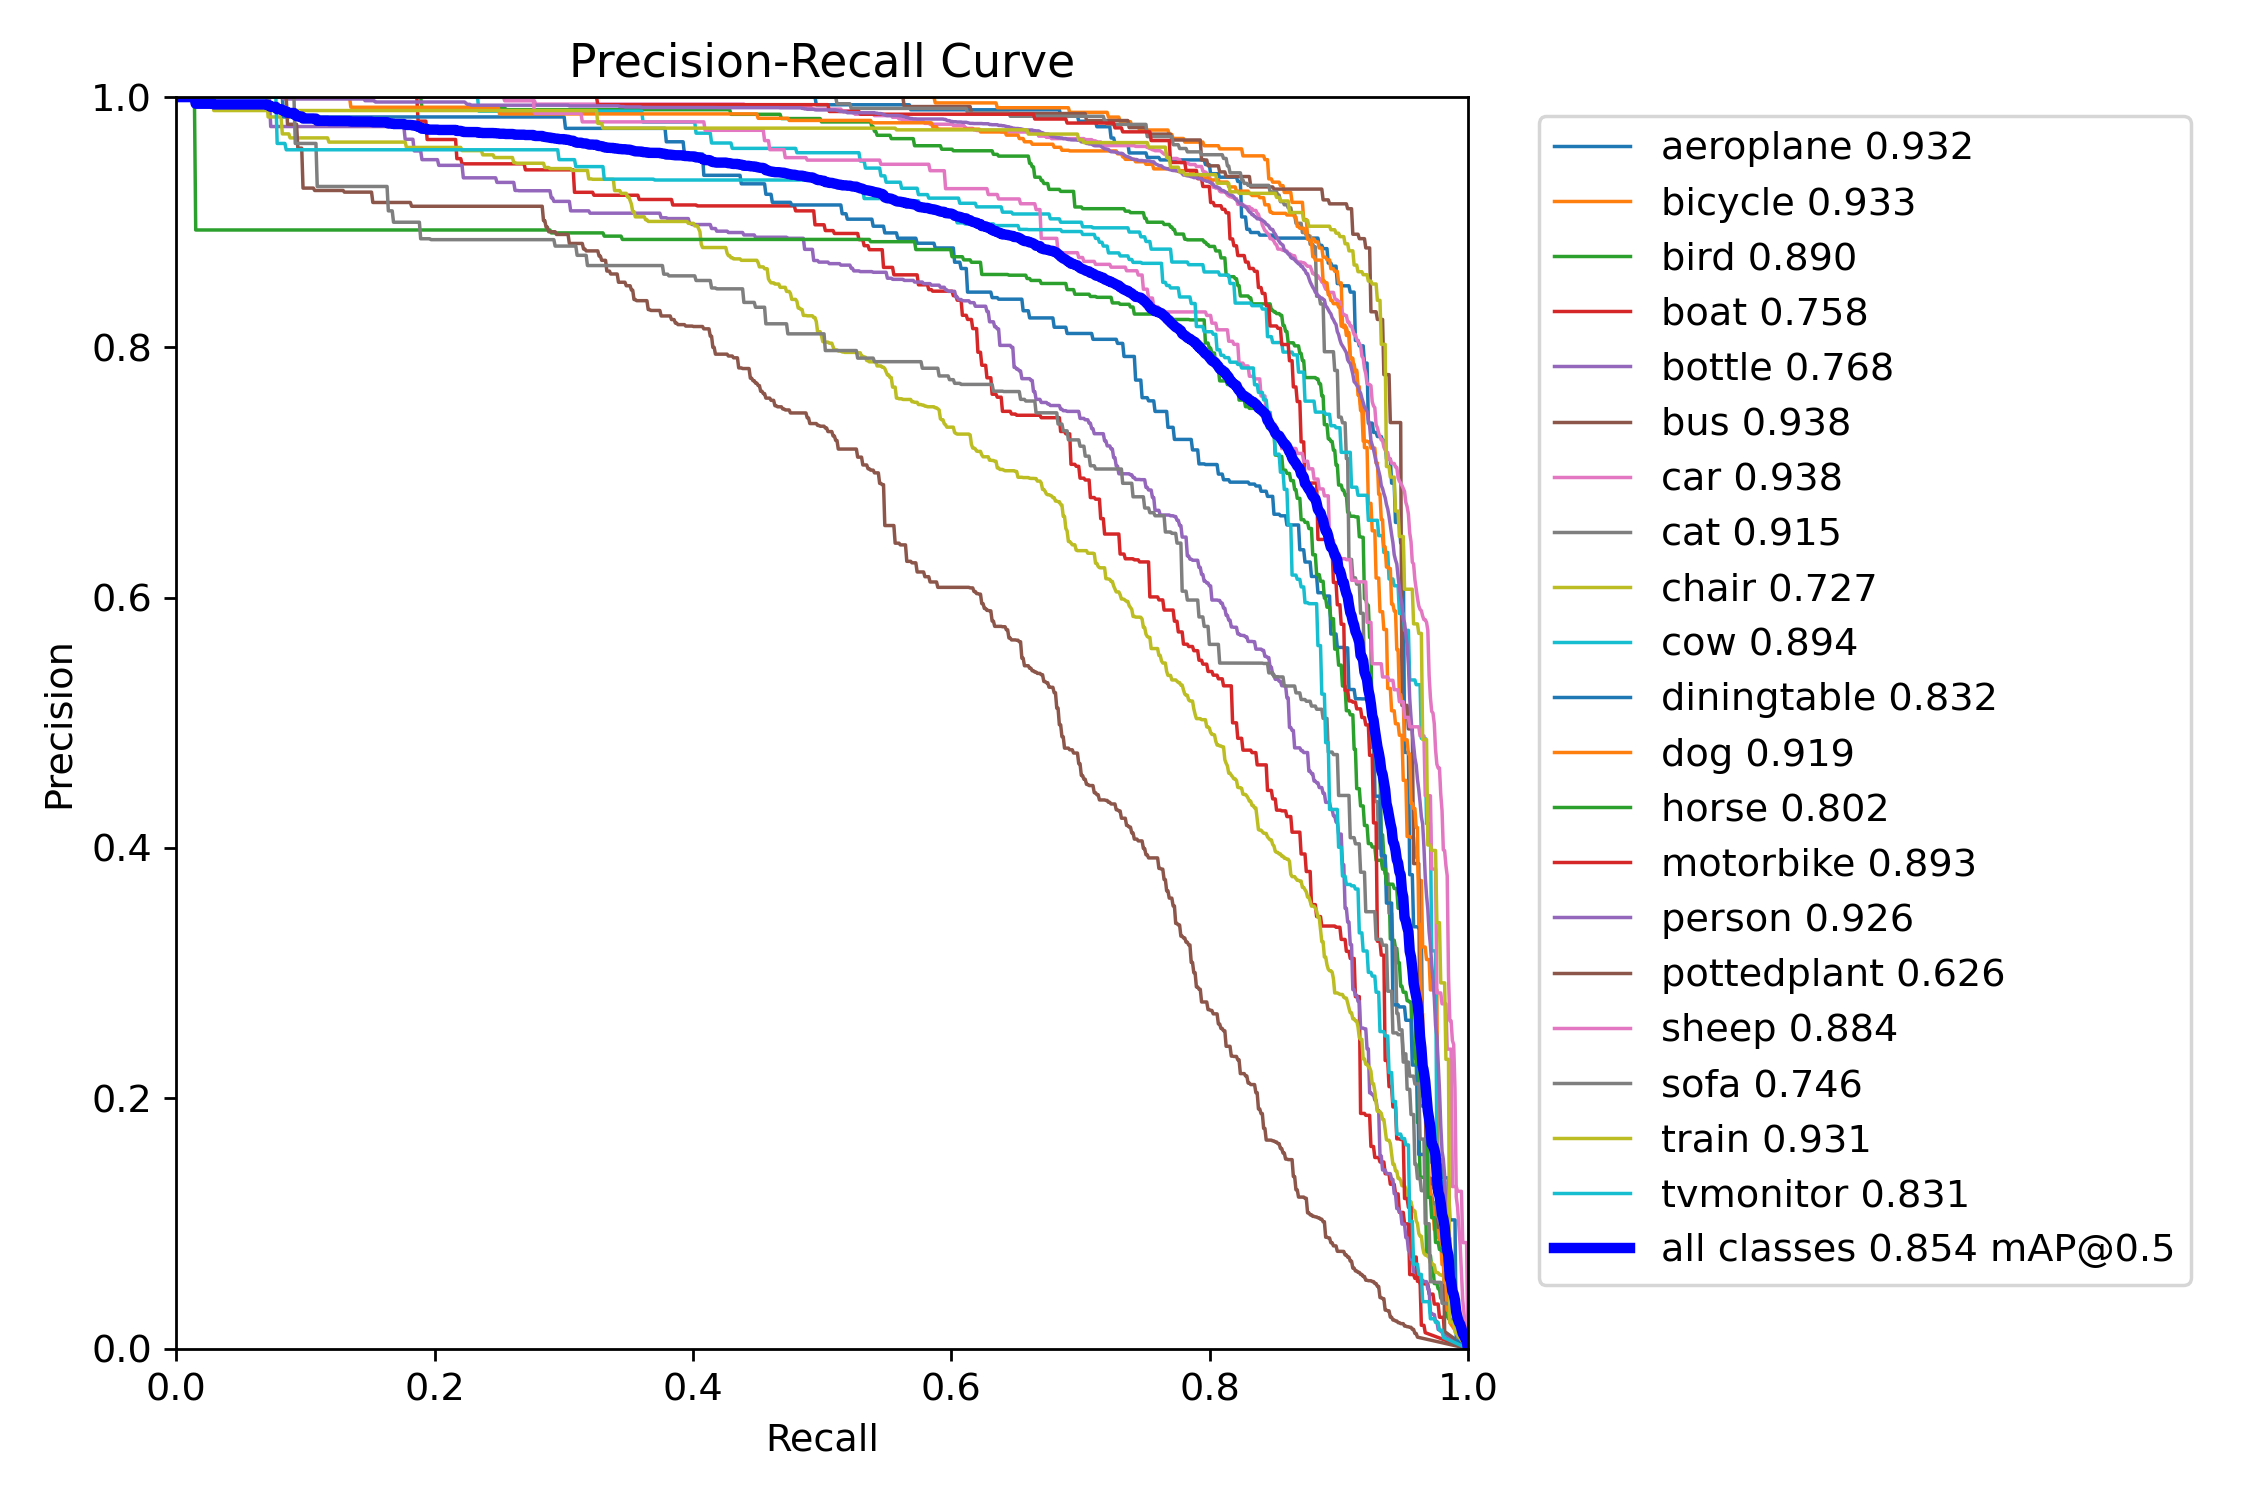 Precision-Recall Curve
1.0
0.8
0.6
0.4
0.2
0.0
Precision
0.0 0.2 0.4 0.6 0.8 1.0
Recall
aeroplane 0.932
bicycle 0.933
bird 0.890
boat 0.758
bottle 0.768
bus 0.938
car 0.938
cat 0.915
chair 0.727
cow 0.894
diningtable 0.832
dog 0.919
horse 0.802
motorbike 0.893
person 0.926
pottedplant 0.626
sheep 0.884
sofa 0.746
train 0.931
tvmonitor 0.831
all classes 0.854 mAP@0.5